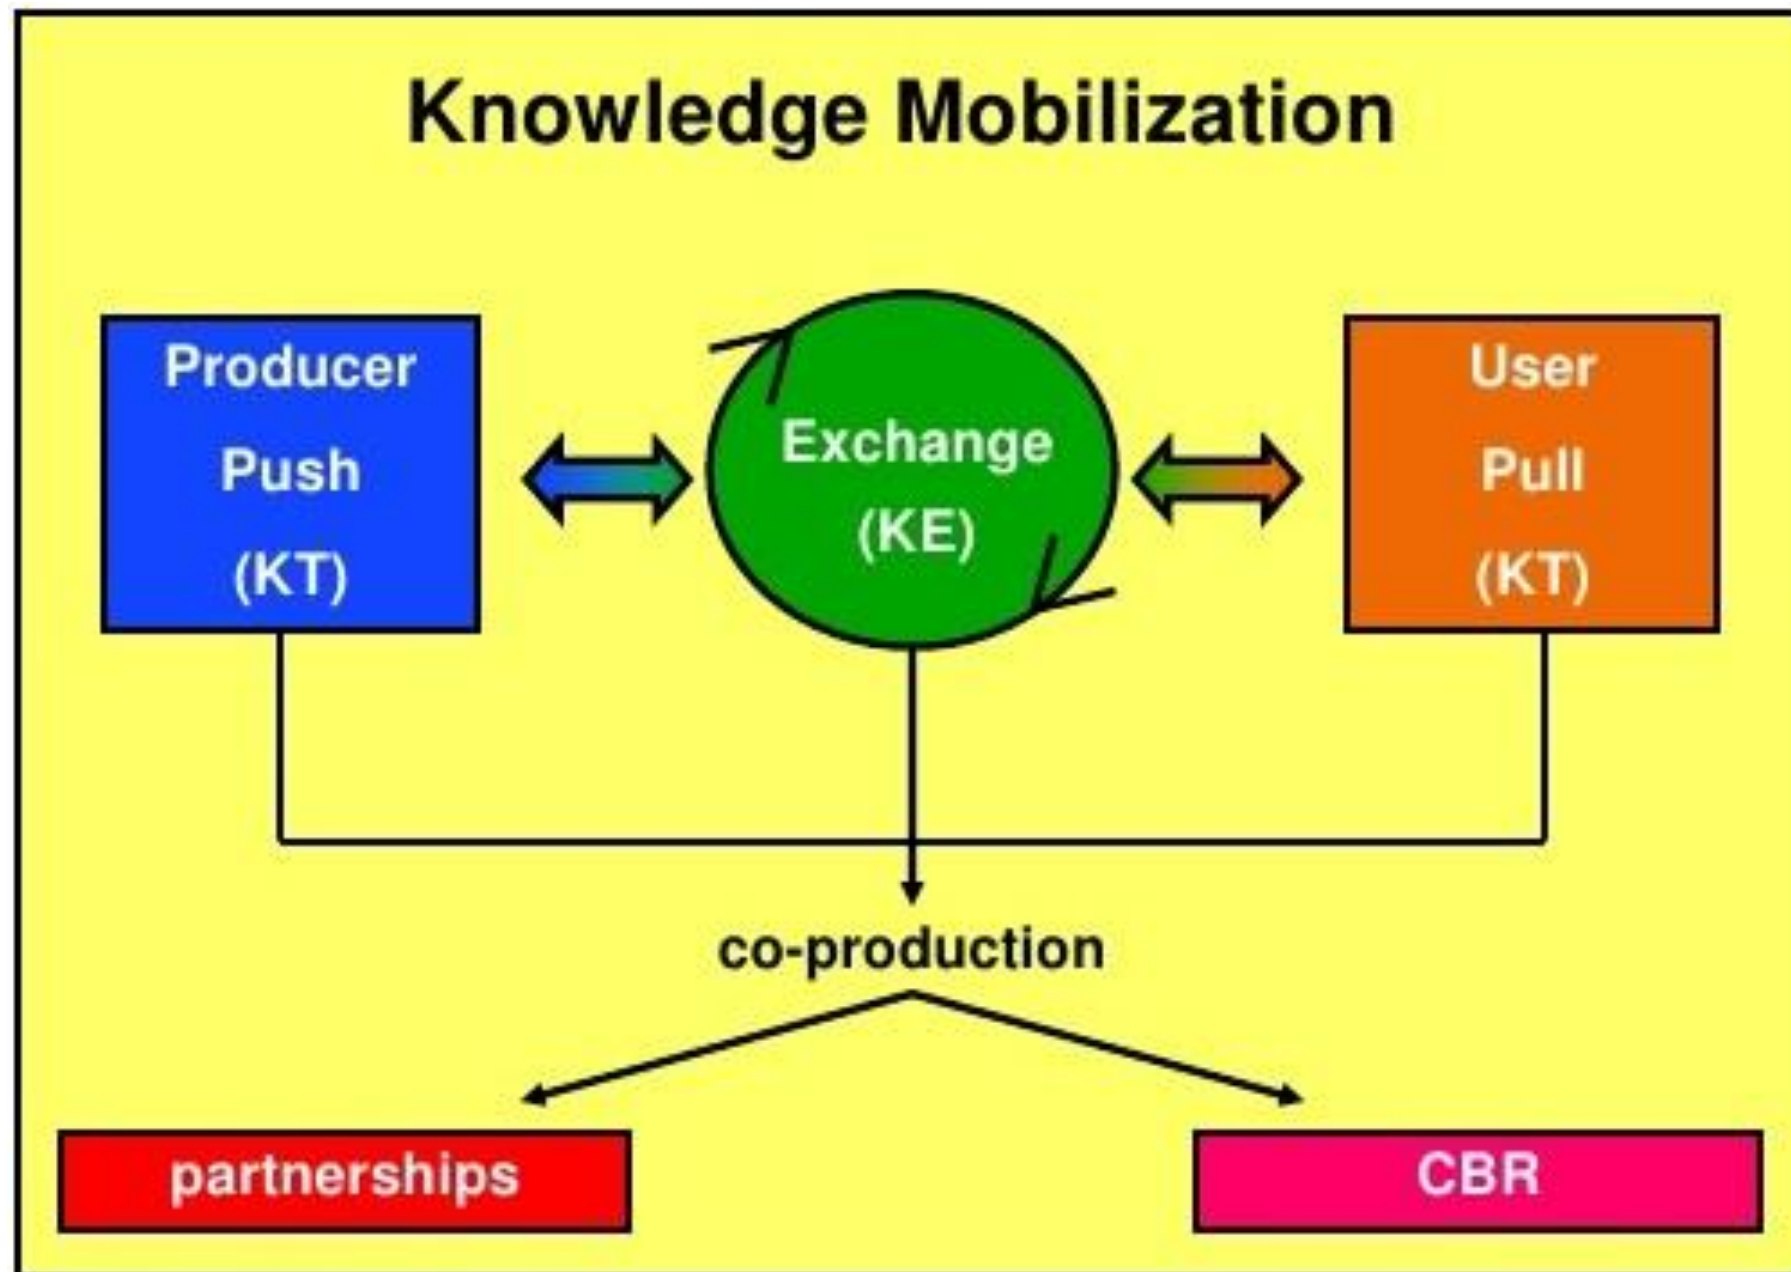 Knowledge Mobilization
Producer
Push
(KT)
Exchange
(KE)
User
Pull
(KT)
co-production
partnerships
CBR